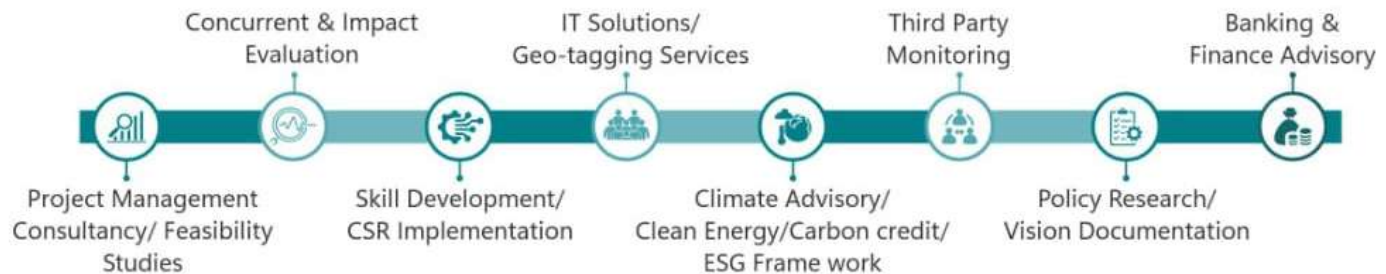 Concurrent & Impact
Evaluation
IT Solutions/
Geo-tagging Services
Third Party
Monitoring
Banking &
Finance Advisory
Project Management
Consultancy/ Feasibility
Studies
Skill Development/
CSR Implementation
Climate Advisory/
Clean Energy/Carbon credit/
ESG Frame work
Policy Research/
Vision Documentation